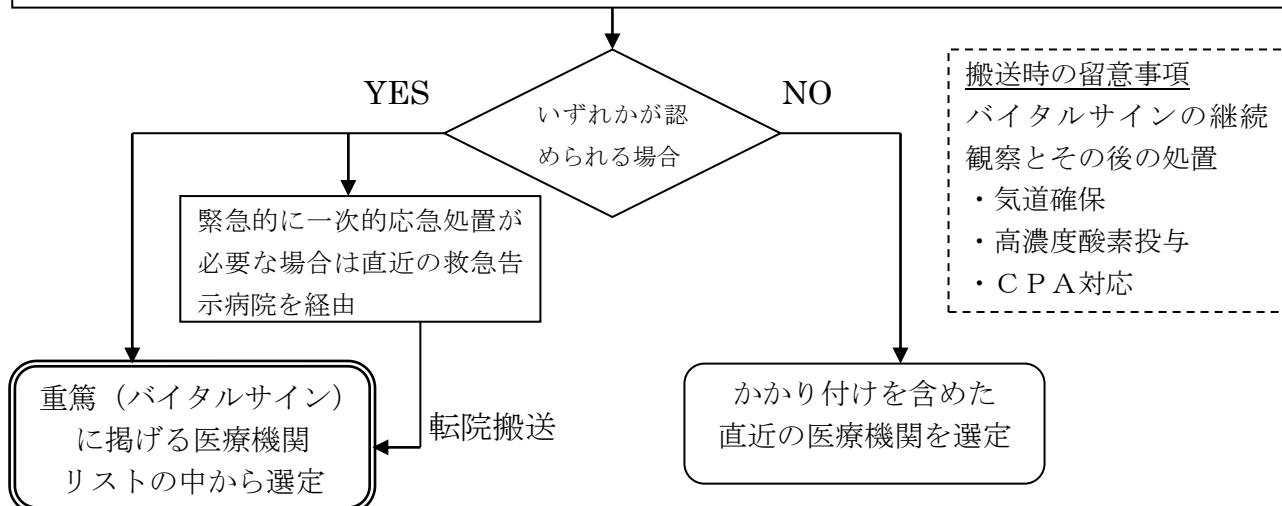 YES
NO
いずれかが認
められる場合
搬送時の留意事項
バイタルサインの継続
観察とその後の処置
・気道確保
・高濃度酸素投与
・ＣＰＡ対応
緊急的に一次的応急処置が
必要な場合は直近の救急告
示病院を経由
重篤（バイタルサイン）
に掲げる医療機関
リストの中から選定
転院搬送
かかり付けを含めた
直近の医療機関を選定